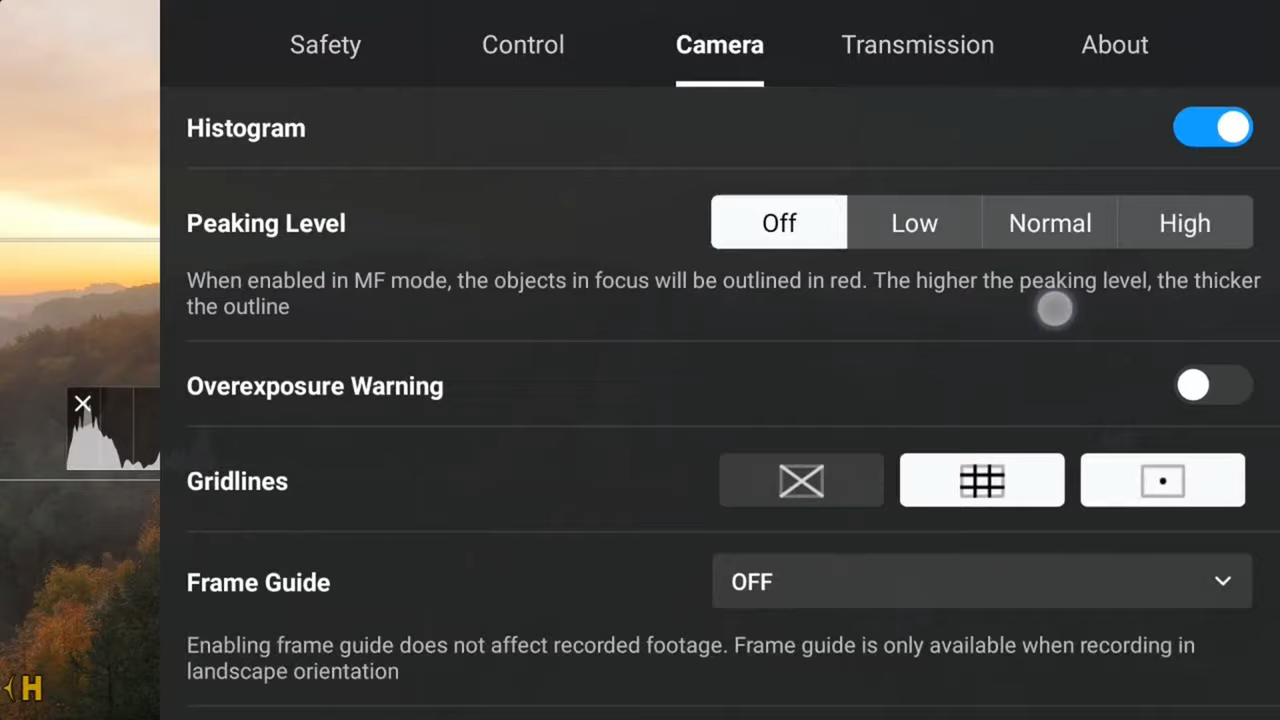 Safety Control Camera Transmission About
Histogram
Peaking Level Off Low Normal High
When enabled in MF mode, the objects in focus will be outlined in red. The higher the peaking level, the thicker
the outline
Overexposure Warning
Gridlines
Frame Guide OFF
Enabling frame guide does not affect recorded footage. Frame guide is only available when recording in
landscape orientation
H